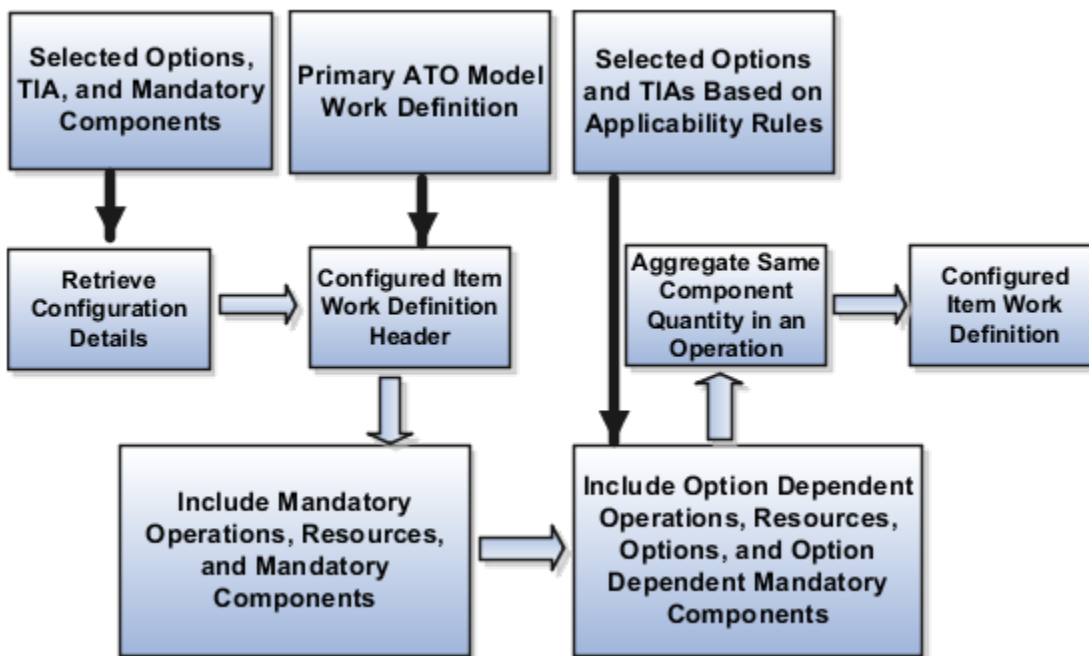 Selected Options,
TIA, and Mandatory
Components
Primary ATO Model
Work Definition
Selected Options
and TIAs Based on
Applicability Rules
Retrieve
Configuration
Details
Configured Item
Work Definition
Header
Aggregate Same
Component
Quantity in an
Operation
Configured
Item Work
Definition
Include Mandatory
Operations, Resources,
and Mandatory
Components
Include Option Dependent
Operations, Resources,
Options, and Option
Dependent Mandatory
Components